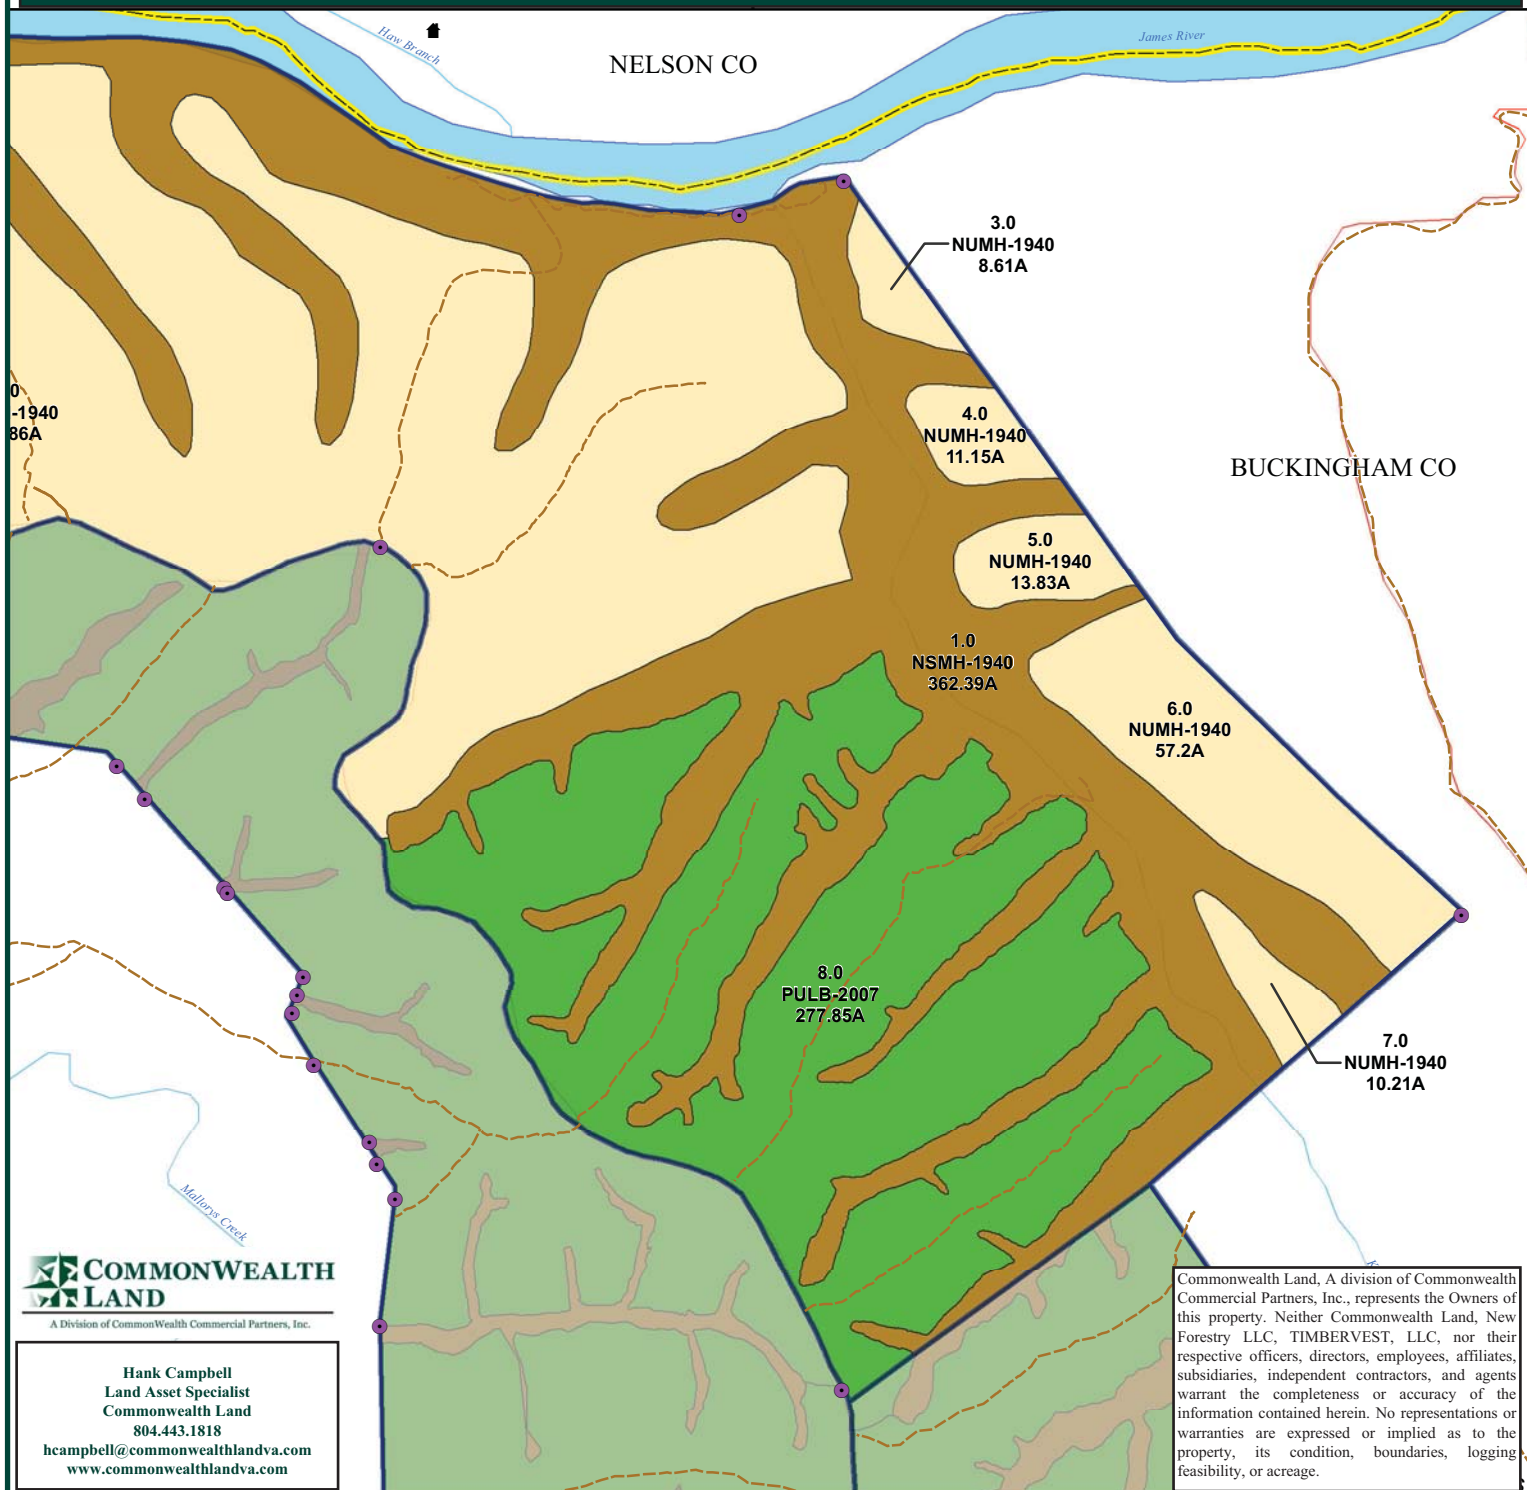 Haw Branch
James River
NELSON CO
3.0
NUMH-1940
8.61A
0
-1940
86A
4.0
NUMH-1940
11.15A
BUCKINGHAM CO
5.0
NUMH-1940
13.83A
1.0
NSMH-1940
362.39A
6.0
NUMH-1940
57.2A
8.0
PULB-2007
277.85A
7.0
NUMH-1940
10.21A
Mallorys Creek
COMMONWEALTH
LAND
A Division of CommonWealth Commercial Partners, Inc.
Hank Campbell
Land Asset Specialist
Commonwealth Land
804.443.1818
hcampbell@commonwealthlandva.com
www.commonwealthlandva.com
Commonwealth Land, A division of Commonwealth
Commercial Partners, Inc., represents the Owners of
this property. Neither Commonwealth Land, New
Forestry LLC, TIMBERVEST, LLC, nor their
respective officers, directors, employees, affiliates,
subsidiaries, independent contractors, and agents
warrant the completeness or accuracy of the
information contained herein. No representations or
warranties are expressed or implied as to the
property, its condition, boundaries, logging
feasibility, or acreage.